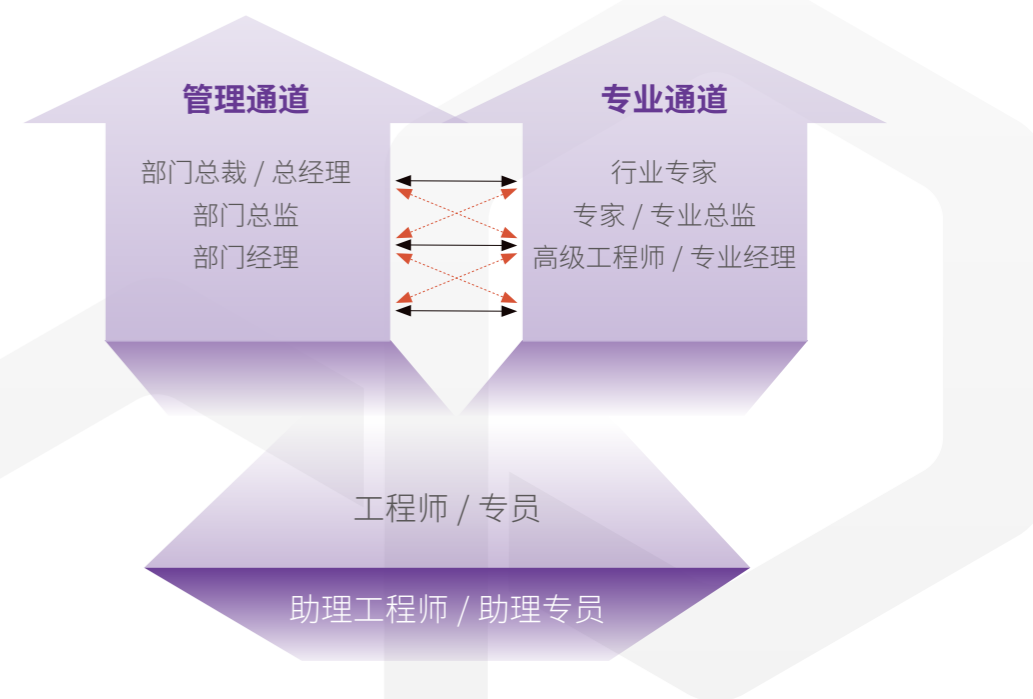 管理通道
部门总裁 / 总经理
部门总监
部门经理
专业通道
行业专家
专家 / 专业总监
高级工程师 / 专业经理
工程师 / 专员
助理工程师 / 助理专员